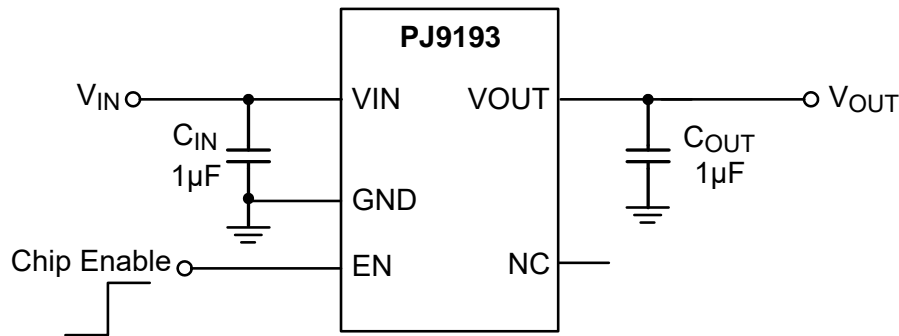 PJ9193
VIN
VIN
VOUT
VOUT
CIN
1µF
COUT
1µF
GND
Chip Enable
EN
NC